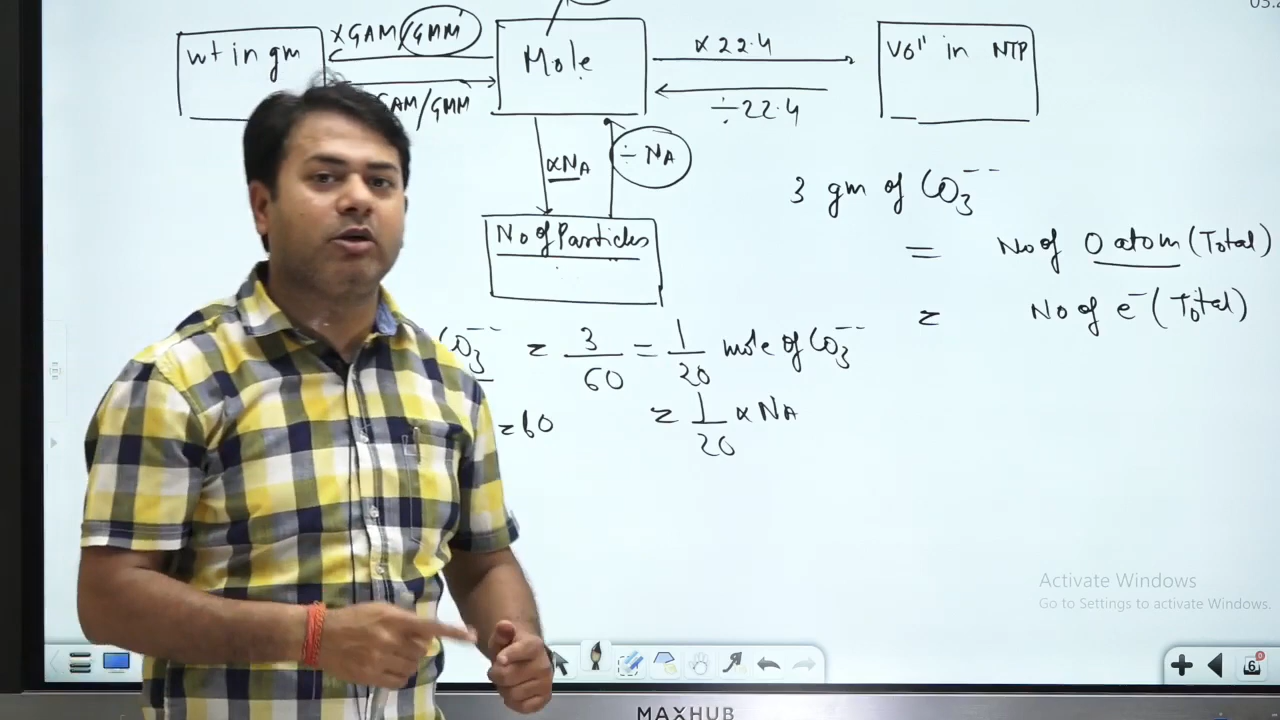 wt in gm
×GAM/GMM
Mole
×22.4
÷22.4
Vol" in NTP
GAM/GMM
×NA
÷ NA
No of Particles
3 gm of CO3--
= No of O atom (Total)
= No of e- (Total)
CO3-- = 3/60 = 1/20 mole of CO3--
=60
= 1/20 × NA
Activate Windows
Go to Settings to activate Windows.
6
MAXHUB